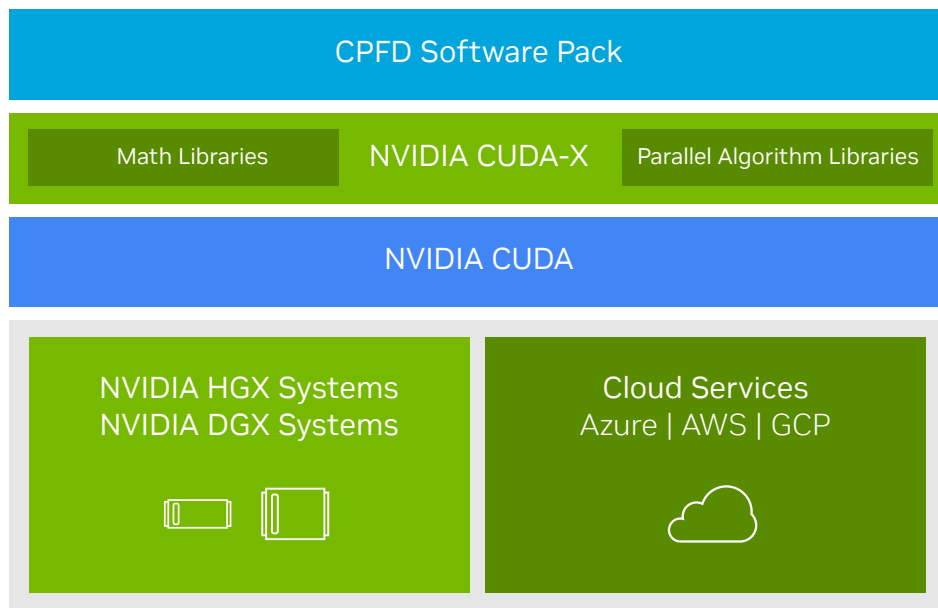 CPFD Software Pack
Math Libraries
NVIDIA CUDA-X
Parallel Algorithm Libraries
NVIDIA CUDA
NVIDIA HGX Systems
NVIDIA DGX Systems
Cloud Services
Azure | AWS | GCP